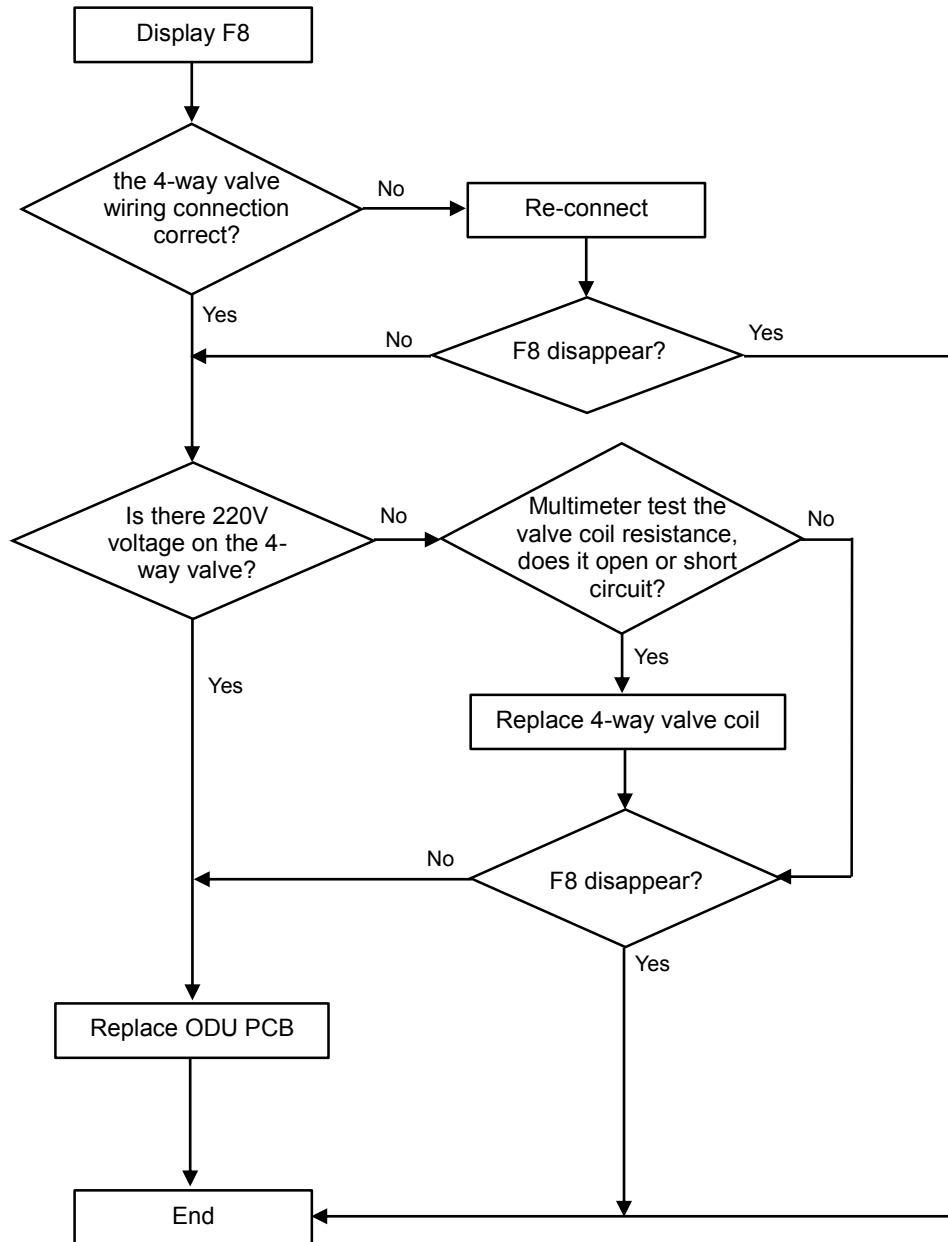 Display F8
the 4-way valve
wiring connection
correct?
No
Re-connect
Yes
No
F8 disappear?
Yes
Is there 220V
voltage on the 4-
way valve?
No
Multimeter test the
valve coil resistance,
does it open or short
circuit?
No
Yes
Yes
Replace 4-way valve coil
No
F8 disappear?
Yes
Replace ODU PCB
End